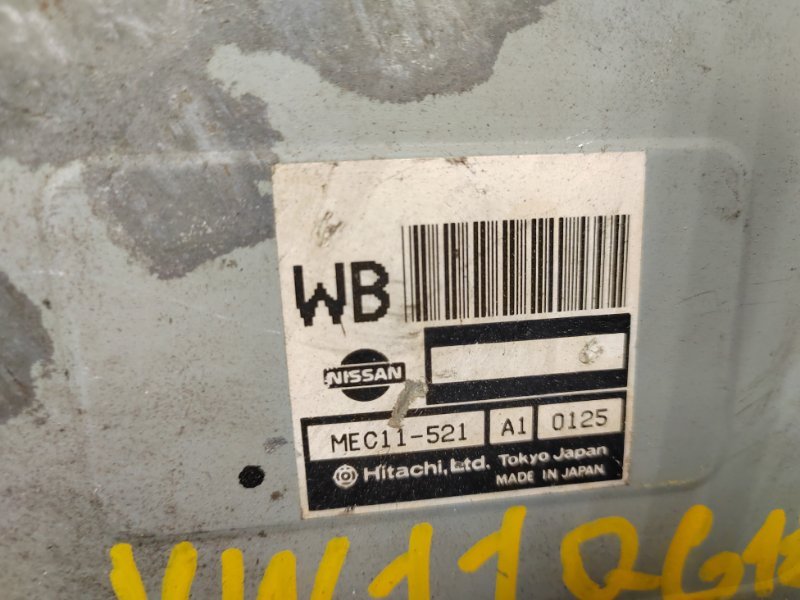 WB
NISSAN
MEC11-521 A1 0125
Hitachi, Ltd. Tokyo Japan
MADE IN JAPAN